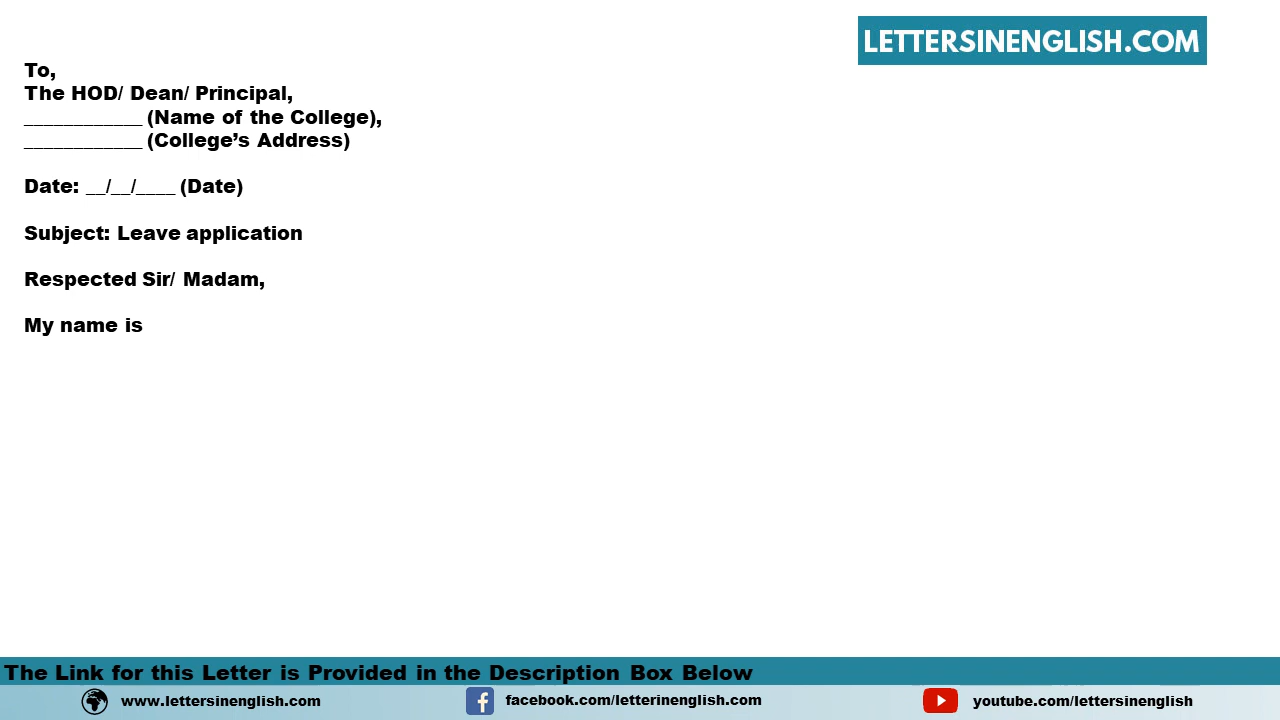 LETTERSINENGLISH.COM
To,
The HOD/ Dean/ Principal,
____________ (Name of the College),
____________ (College’s Address)
Date: __/__/____ (Date)
Subject: Leave application
Respected Sir/ Madam,
My name is
The Link for this Letter is Provided in the Description Box Below
www.lettersinenglish.com
facebook.com/letterinenglish.com
youtube.com/lettersinenglish